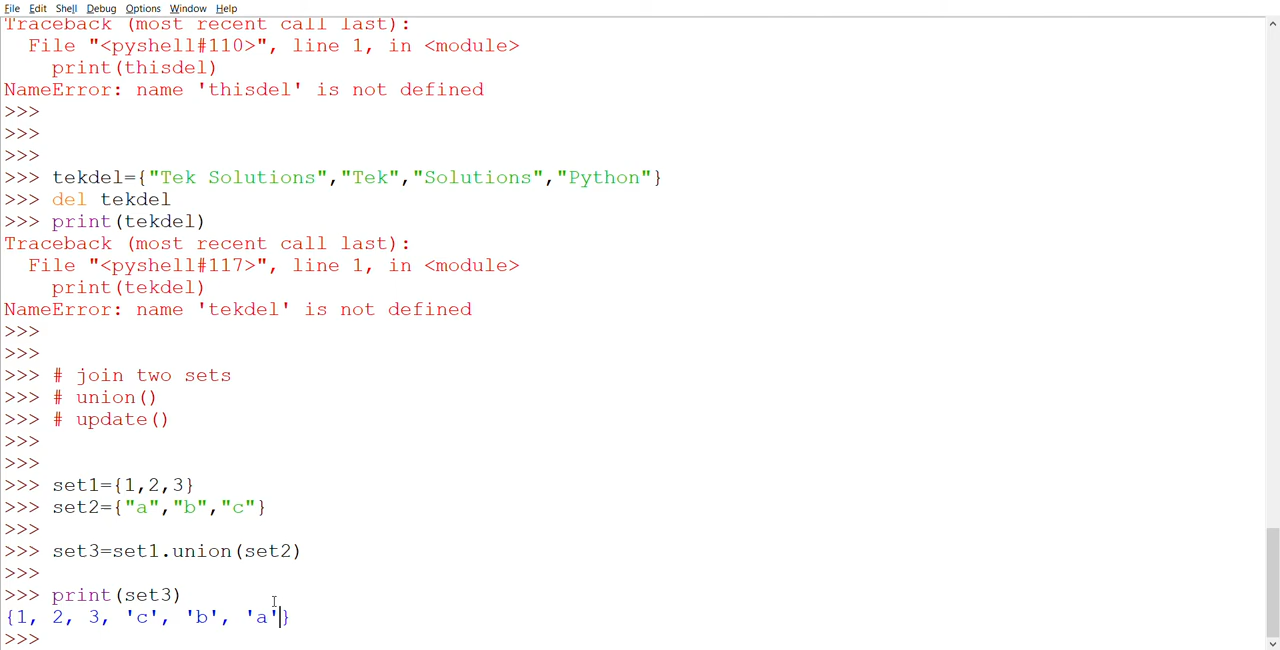 File Edit Shell Debug Options Window Help
Traceback (most recent call last):
  File "<pyshell#110>", line 1, in <module>
    print(thisdel)
NameError: name 'thisdel' is not defined
>>>
>>>
>>>
>>> tekdel={"Tek Solutions","Tek","Solutions","Python"}
>>> del tekdel
>>> print(tekdel)
Traceback (most recent call last):
  File "<pyshell#117>", line 1, in <module>
    print(tekdel)
NameError: name 'tekdel' is not defined
>>>
>>>
>>> # join two sets
>>> # union()
>>> # update()
>>>
>>>
>>> set1={1,2,3}
>>> set2={"a","b","c"}
>>>
>>> set3=set1.union(set2)
>>>
>>> print(set3)
{1, 2, 3, 'c', 'b', 'a'}
>>>